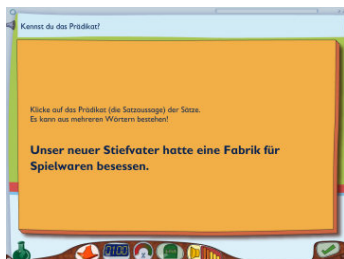 Kennst du das Prädikat?
Klicke auf das Prädikat (die Satzaussage) der Sätze.
Es kann aus mehreren Wörtern bestehen!
Unser neuer Stiefvater hatte eine Fabrik für
Spielwaren besessen.